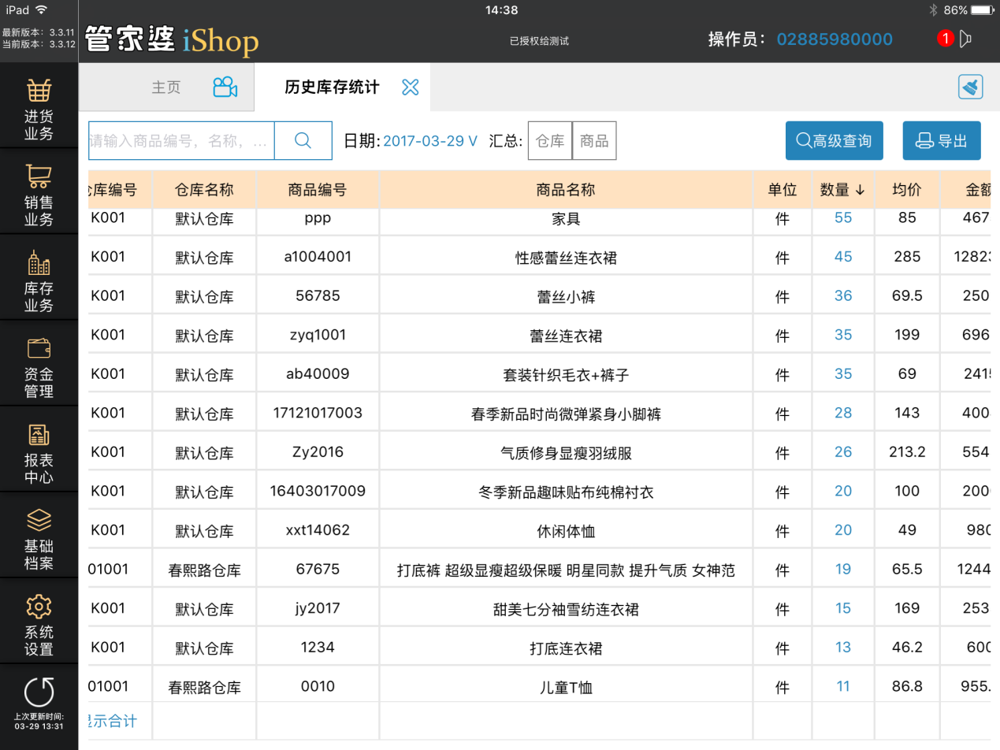 iPad 14:38 86%
最新版本: 3.3.11
当前版本: 3.3.12
管家婆 iShop
已授权给测试
操作员: 02885980000
1
主页
历史库存统计
进货
业务
销售
业务
库存
业务
资金
管理
报表
中心
基础
档案
系统
设置
上次更新时间:
03-29 13:31
请输入商品编号，名称，...
日期: 2017-03-29 V 汇总: 仓库 商品
高级查询 导出
仓库编号 仓库名称 商品编号 商品名称 单位 数量 ↓ 均价 金额
K001 默认仓库 ppp 家具 件 55 85 467
K001 默认仓库 a1004001 性感蕾丝连衣裙 件 45 285 1282
K001 默认仓库 56785 蕾丝小裤 件 36 69.5 250
K001 默认仓库 zyq1001 蕾丝连衣裙 件 35 199 696
K001 默认仓库 ab40009 套装针织毛衣+裤子 件 35 69 241
K001 默认仓库 17121017003 春季新品时尚微弹紧身小脚裤 件 28 143 400
K001 默认仓库 Zy2016 气质修身显瘦羽绒服 件 26 213.2 554
K001 默认仓库 16403017009 冬季新品趣味贴布纯棉衬衣 件 20 100 200
K001 默认仓库 xxt14062 休闲体恤 件 20 49 980
01001 春熙路仓库 67675 打底裤 超级显瘦超级保暖 明星同款 提升气质 女神范 件 19 65.5 1244
K001 默认仓库 jy2017 甜美七分袖雪纺连衣裙 件 15 169 253
K001 默认仓库 1234 打底连衣裙 件 13 46.2 600
01001 春熙路仓库 0010 儿童T恤 件 11 86.8 955.
显示合计